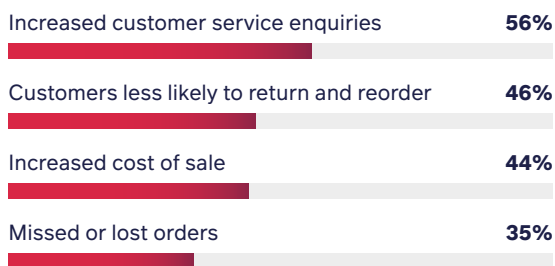 Increased customer service enquiries 56%
Customers less likely to return and reorder 46%
Increased cost of sale 44%
Missed or lost orders 35%